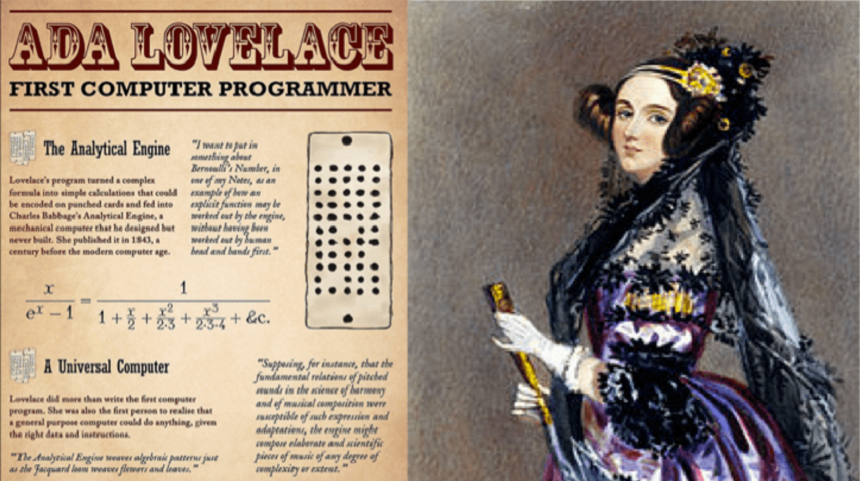 ADA LOVELACE
FIRST COMPUTER PROGRAMMER
The Analytical Engine
Lovelace's program turned a complex
formula into simple calculations that could
be encoded on punched cards and fed into
Charles Babbage's Analytical Engine, a
mechanical computer that he designed but
never built. She published it in 1843, a
century before the modern computer age.
"I want to put in
something about
Bernoulli's Number, in
one of my Notes, as an
example of how an
explicit function may be
worked out by the engine,
without having been
worked out by human
head and hands first."
x / (e^x − 1) = 1 / (1 + x/2 + x²/2·3 + x³/2·3·4 + &c.)
A Universal Computer
Lovelace did more than write the first computer
program. She was also the first person to realise that
a general purpose computer could do anything, given
the right data and instructions.
"The Analytical Engine weaves algebraic patterns just
as the Jacquard loom weaves flowers and leaves."
"Supposing, for instance, that the
fundamental relations of pitched
sounds in the science of harmony
and of musical composition were
susceptible of such expression and
adaptations, the engine might
compose elaborate and scientific
pieces of music of any degree of
complexity or extent."